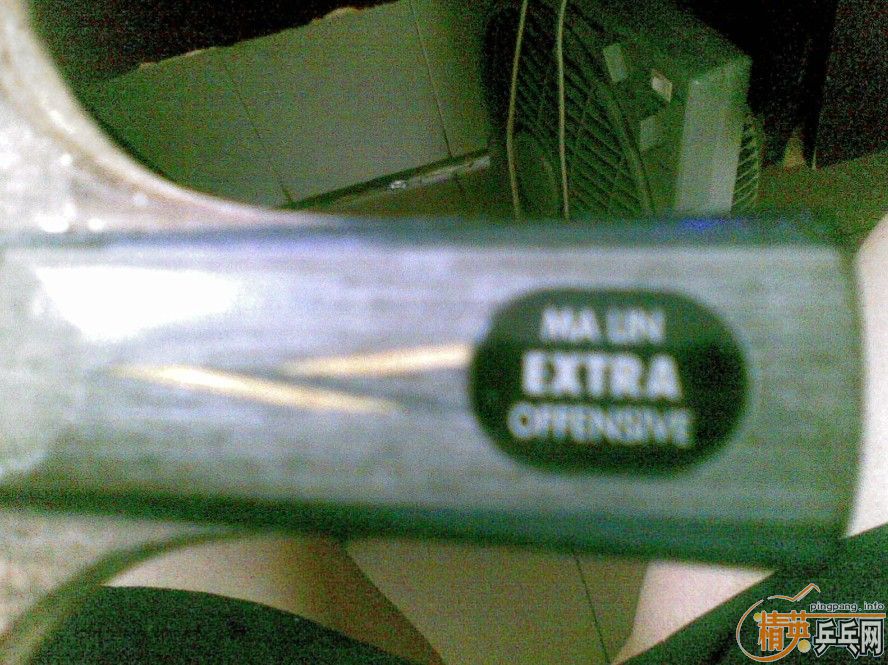 MA LIN
EXTRA
OFFENSIVE
pingpang.info
精英乒乓网